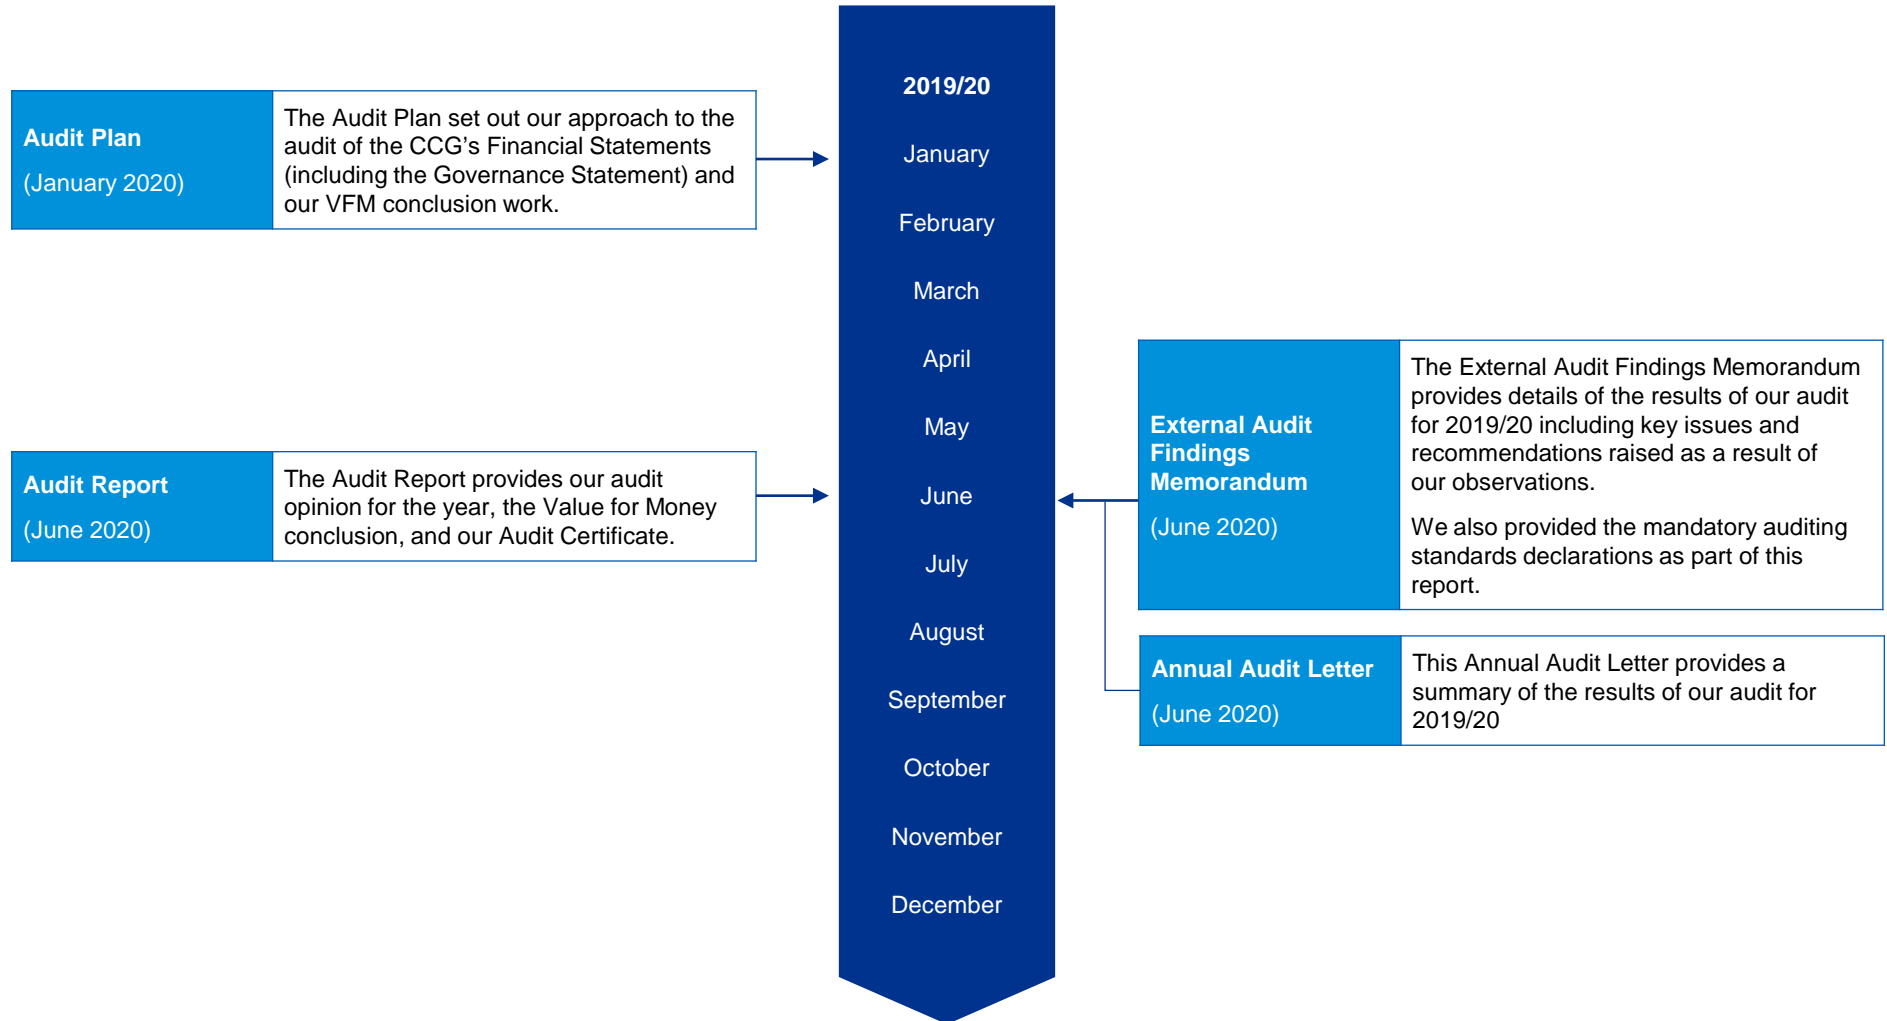 Audit Plan
(January 2020)
The Audit Plan set out our approach to the
audit of the CCG's Financial Statements
(including the Governance Statement) and
our VFM conclusion work.
Audit Report
(June 2020)
The Audit Report provides our audit
opinion for the year, the Value for Money
conclusion, and our Audit Certificate.
2019/20
January
February
March
April
May
June
July
August
September
October
November
December
External Audit
Findings
Memorandum
(June 2020)
The External Audit Findings Memorandum
provides details of the results of our audit
for 2019/20 including key issues and
recommendations raised as a result of
our observations.
We also provided the mandatory auditing
standards declarations as part of this
report.
Annual Audit Letter
(June 2020)
This Annual Audit Letter provides a
summary of the results of our audit for
2019/20